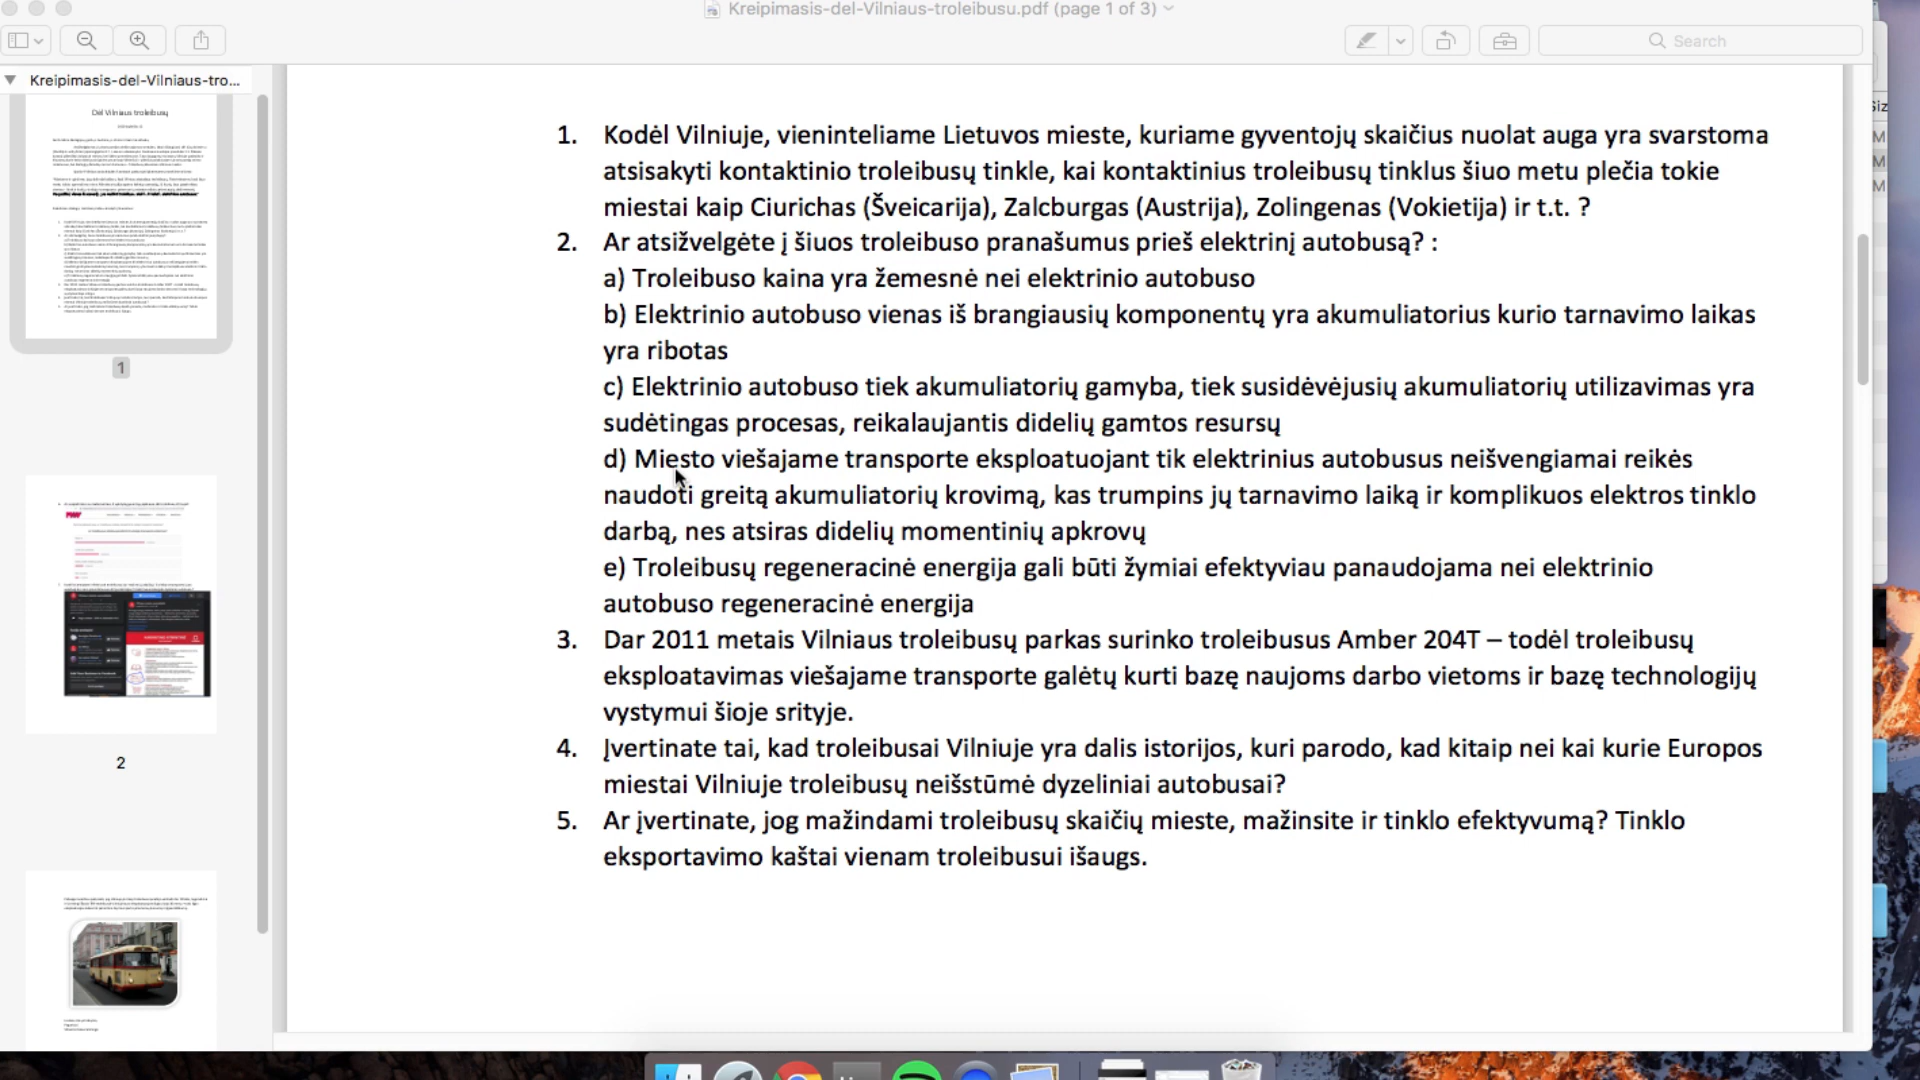 Kreipimasis-del-Vilniaus-troleibusu.pdf (page 1 of 3)
Search
Kreipimasis-del-Vilniaus-tro...
Dėl Vilniaus troleibusų
1
2
1. Kodėl Vilniuje, vieninteliame Lietuvos mieste, kuriame gyventojų skaičius nuolat auga yra svarstoma
atsisakyti kontaktinio troleibusų tinkle, kai kontaktinius troleibusų tinklus šiuo metu plečia tokie
miestai kaip Ciurichas (Šveicarija), Zalcburgas (Austrija), Zolingenas (Vokietija) ir t.t. ?
2. Ar atsižvelgėte į šiuos troleibuso pranašumus prieš elektrinį autobusą? :
a) Troleibuso kaina yra žemesnė nei elektrinio autobuso
b) Elektrinio autobuso vienas iš brangiausių komponentų yra akumuliatorius kurio tarnavimo laikas
yra ribotas
c) Elektrinio autobuso tiek akumuliatorių gamyba, tiek susidėvėjusių akumuliatorių utilizavimas yra
sudėtingas procesas, reikalaujantis didelių gamtos resursų
d) Miesto viešajame transporte eksploatuojant tik elektrinius autobusus neišvengiamai reikės
naudoti greitą akumuliatorių krovimą, kas trumpins jų tarnavimo laiką ir komplikuos elektros tinklo
darbą, nes atsiras didelių momentinių apkrovų
e) Troleibusų regeneracinė energija gali būti žymiai efektyviau panaudojama nei elektrinio
autobuso regeneracinė energija
3. Dar 2011 metais Vilniaus troleibusų parkas surinko troleibusus Amber 204T – todėl troleibusų
eksploatavimas viešajame transporte galėtų kurti bazę naujoms darbo vietoms ir bazę technologijų
vystymui šioje srityje.
4. Įvertinate tai, kad troleibusai Vilniuje yra dalis istorijos, kuri parodo, kad kitaip nei kai kurie Europos
miestai Vilniuje troleibusų neišstūmė dyzeliniai autobusai?
5. Ar įvertinate, jog mažindami troleibusų skaičių mieste, mažinsite ir tinklo efektyvumą? Tinklo
eksportavimo kaštai vienam troleibusui išaugs.